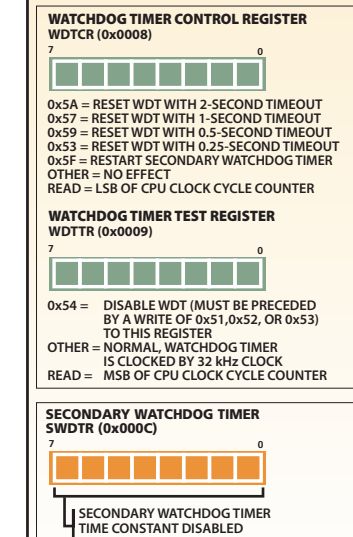 WATCHDOG TIMER CONTROL REGISTER
WDTCR (0x0008)
7 0
0x5A = RESET WDT WITH 2-SECOND TIMEOUT
0x57 = RESET WDT WITH 1-SECOND TIMEOUT
0x59 = RESET WDT WITH 0.5-SECOND TIMEOUT
0x53 = RESET WDT WITH 0.25-SECOND TIMEOUT
0x5F = RESTART SECONDARY WATCHDOG TIMER
OTHER = NO EFFECT
READ = LSB OF CPU CLOCK CYCLE COUNTER
WATCHDOG TIMER TEST REGISTER
WDTTR (0x0009)
7 0
0x54 = DISABLE WDT (MUST BE PRECEDED
BY A WRITE OF 0x51,0x52, OR 0x53)
TO THIS REGISTER
OTHER = NORMAL, WATCHDOG TIMER
IS CLOCKED BY 32 kHz CLOCK
READ = MSB OF CPU CLOCK CYCLE COUNTER
SECONDARY WATCHDOG TIMER
SWDTR (0x000C)
7 0
SECONDARY WATCHDOG TIMER
TIME CONSTANT DISABLED